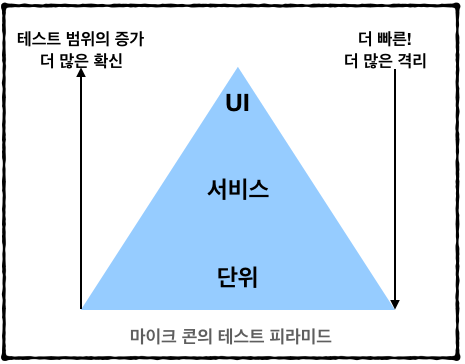 테스트 범위의 증가
더 많은 확신
더 빠른!
더 많은 격리
UI
서비스
단위
마이크 콘의 테스트 피라미드